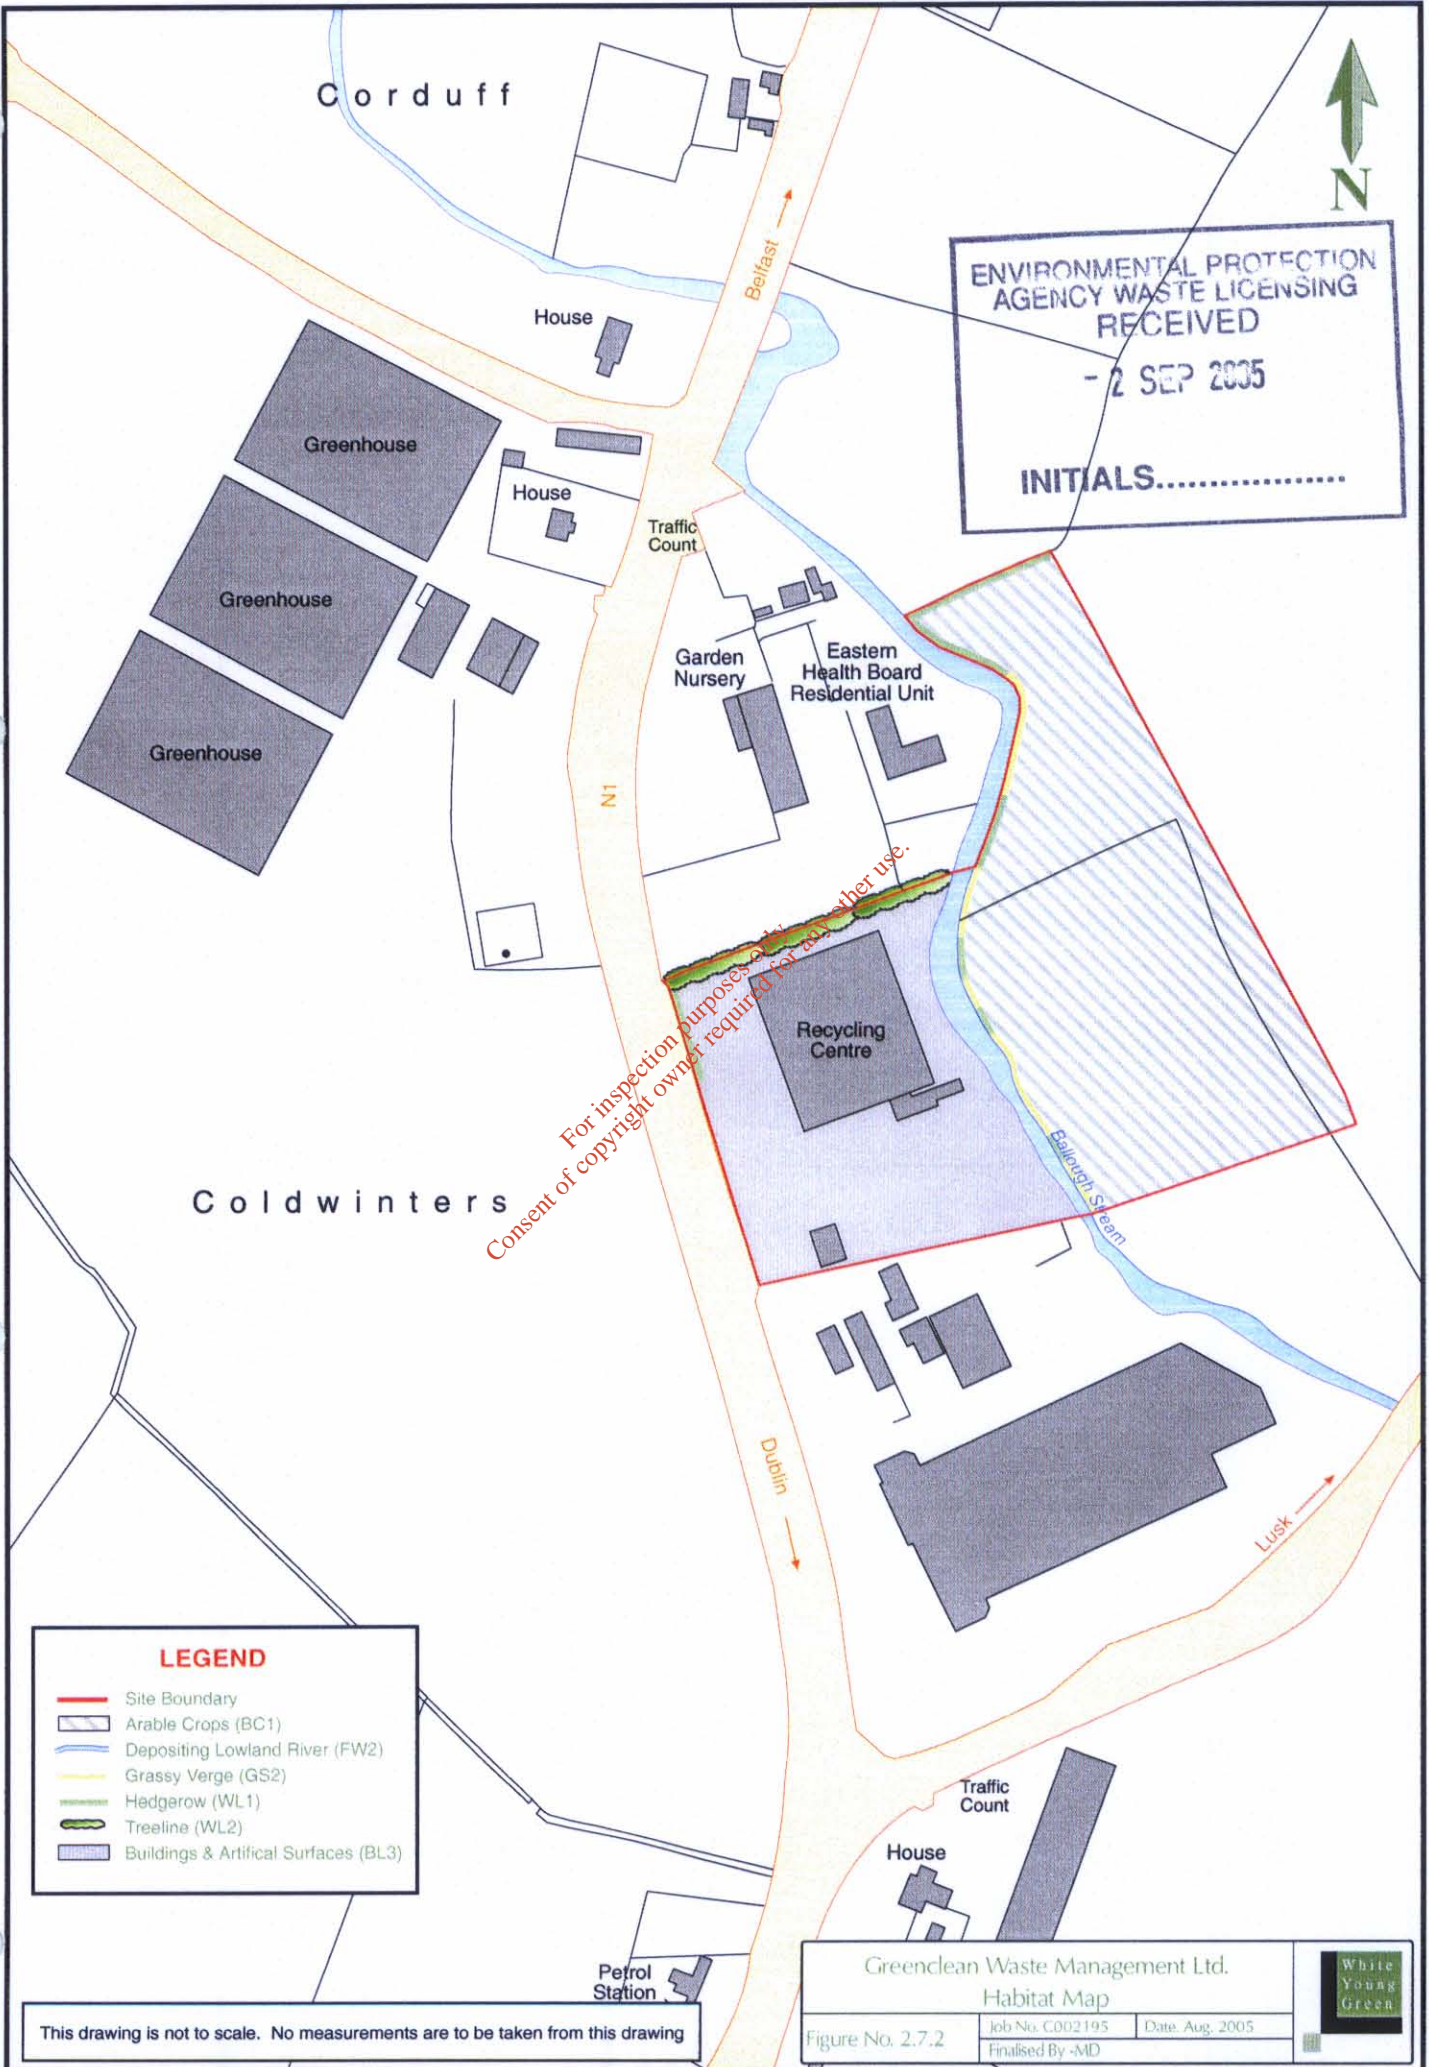 Corduff
N
Belfast
ENVIRONMENTAL PROTECTION
AGENCY WASTE LICENSING
RECEIVED
- 2 SEP 2005
INITIALS...................
House
Greenhouse
House
Traffic
Count
Greenhouse
Garden
Nursery
Eastern
Health Board
Residential Unit
Greenhouse
N1
For inspection purposes only.
Consent of copyright owner required for any other use.
Recycling
Centre
Ballough Stream
Coldwinters
Dublin
Lusk
LEGEND
Site Boundary
Arable Crops (BC1)
Depositing Lowland River (FW2)
Grassy Verge (GS2)
Hedgerow (WL1)
Treeline (WL2)
Buildings & Artifical Surfaces (BL3)
Traffic
Count
House
Petrol
Station
This drawing is not to scale. No measurements are to be taken from this drawing
Greenclean Waste Management Ltd.
Habitat Map
Figure No. 2.7.2
Job No. C002195
Date. Aug. 2005
Finalised By -MD
White
Young
Green